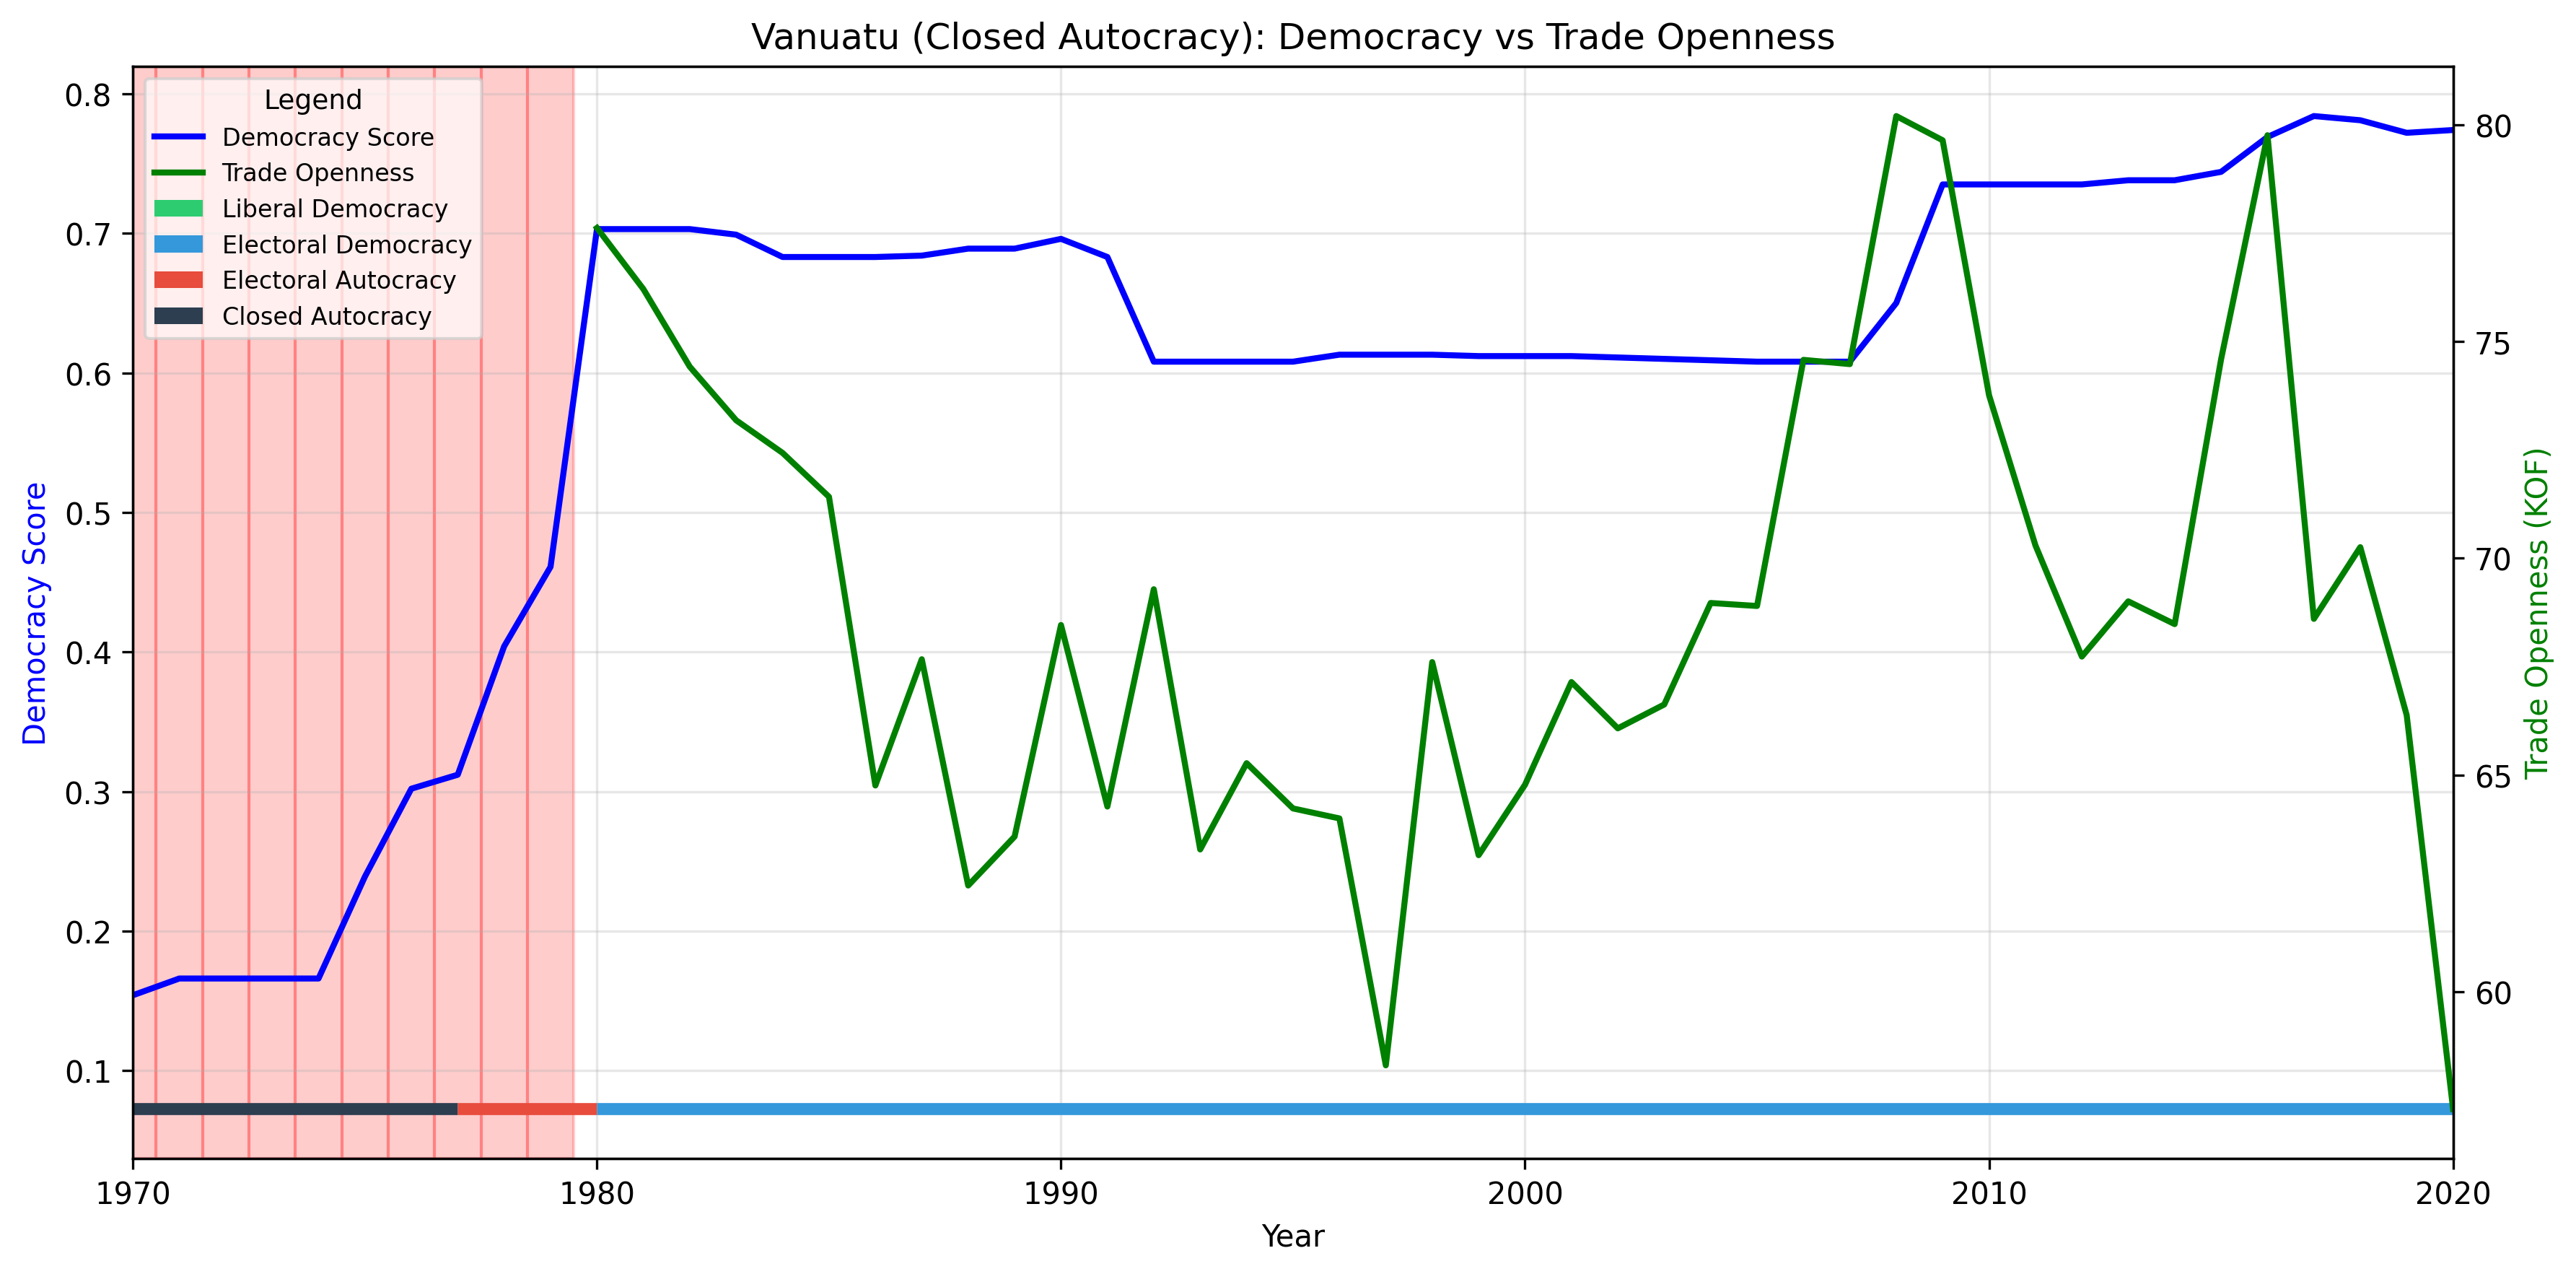 Vanuatu (Closed Autocracy): Democracy vs Trade Openness
Legend
Democracy Score
Trade Openness
Liberal Democracy
Electoral Democracy
Electoral Autocracy
Closed Autocracy
0.8
0.7
0.6
0.5
0.4
0.3
0.2
0.1
Democracy Score
80
75
70
65
60
Trade Openness (KOF)
1970
1980
1990
2000
2010
2020
Year